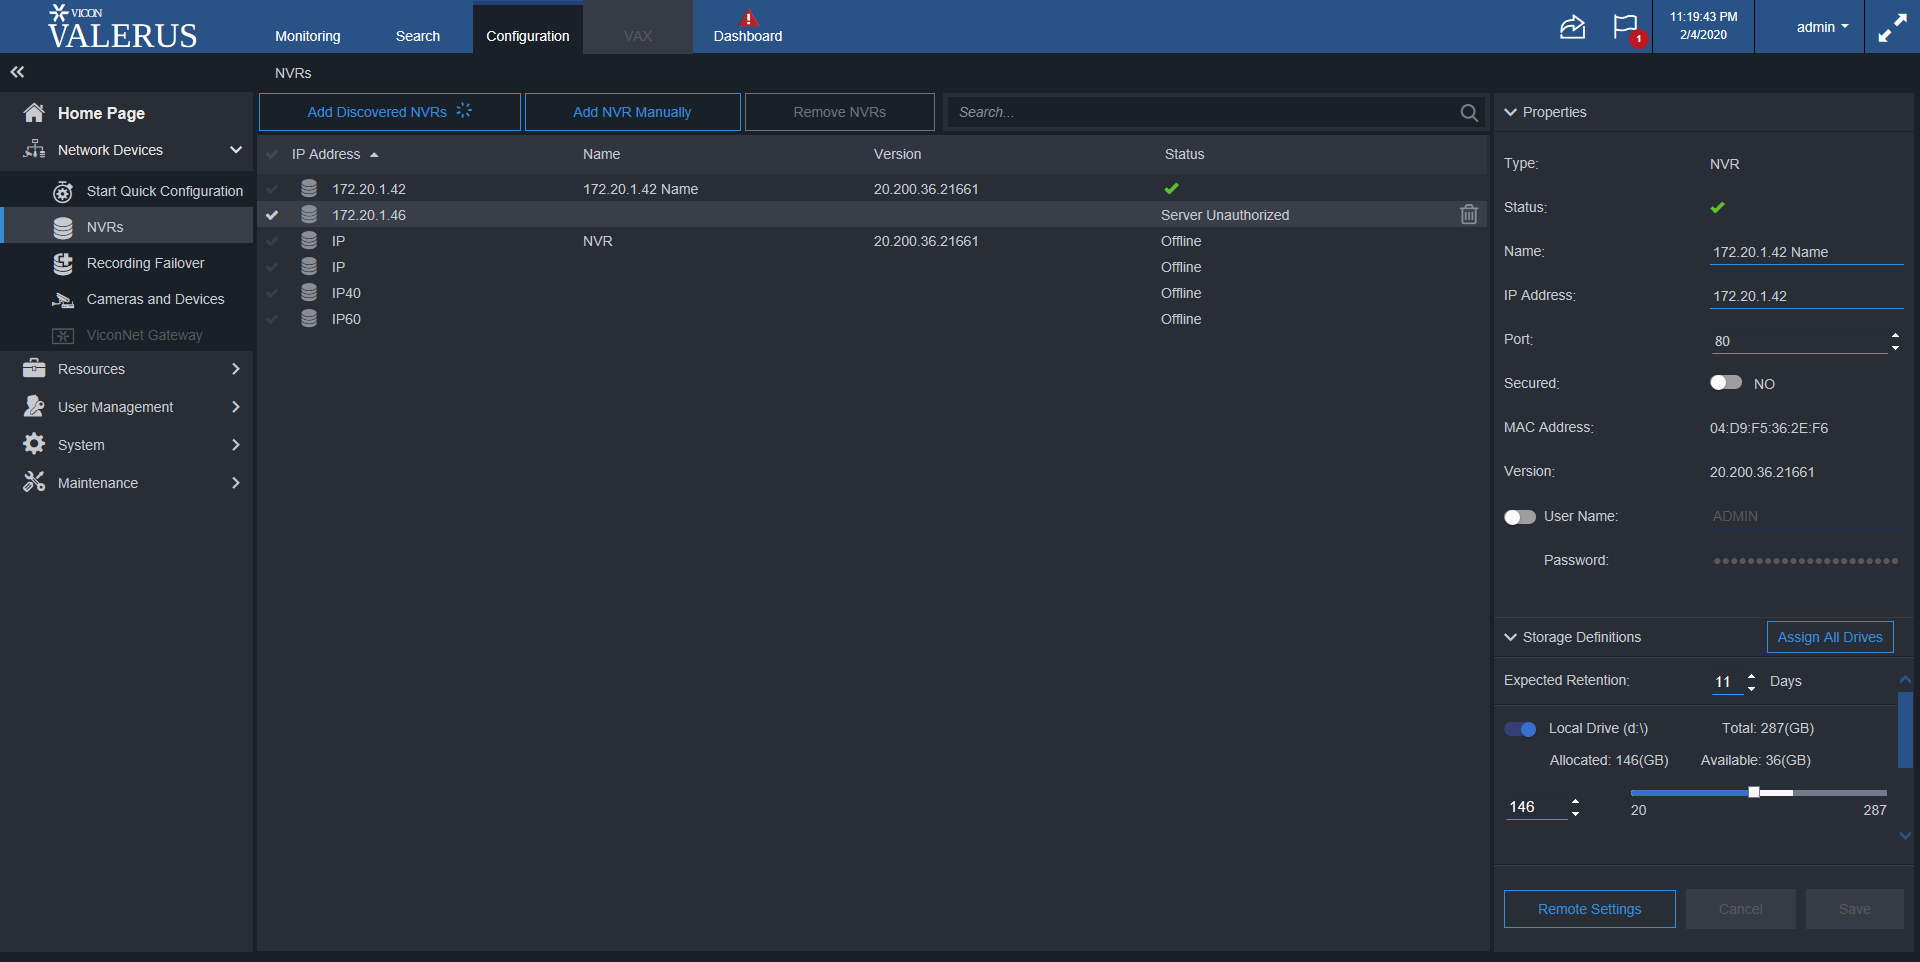 VICON
VALERUS
Monitoring
Search
Configuration
VAX
Dashboard
1
11:19:43 PM
2/4/2020
admin
NVRs
Home Page
Network Devices
Start Quick Configuration
NVRs
Recording Failover
Cameras and Devices
ViconNet Gateway
Resources
User Management
System
Maintenance
Add Discovered NVRs
Add NVR Manually
Remove NVRs
Search...
IP Address Name Version Status
172.20.1.42 172.20.1.42 Name 20.200.36.21661
172.20.1.46 Server Unauthorized
IP NVR 20.200.36.21661 Offline
IP Offline
IP40 Offline
IP60 Offline
Properties
Type: NVR
Status:
Name: 172.20.1.42 Name
IP Address: 172.20.1.42
Port: 80
Secured: NO
MAC Address: 04:D9:F5:36:2E:F6
Version: 20.200.36.21661
User Name: ADMIN
Password: ●●●●●●●●●●●●●●●●●●●●●●
Storage Definitions Assign All Drives
Expected Retention: 11 Days
Local Drive (d:\) Total: 287(GB)
Allocated: 146(GB) Available: 36(GB)
146
20 287
Remote Settings Cancel Save